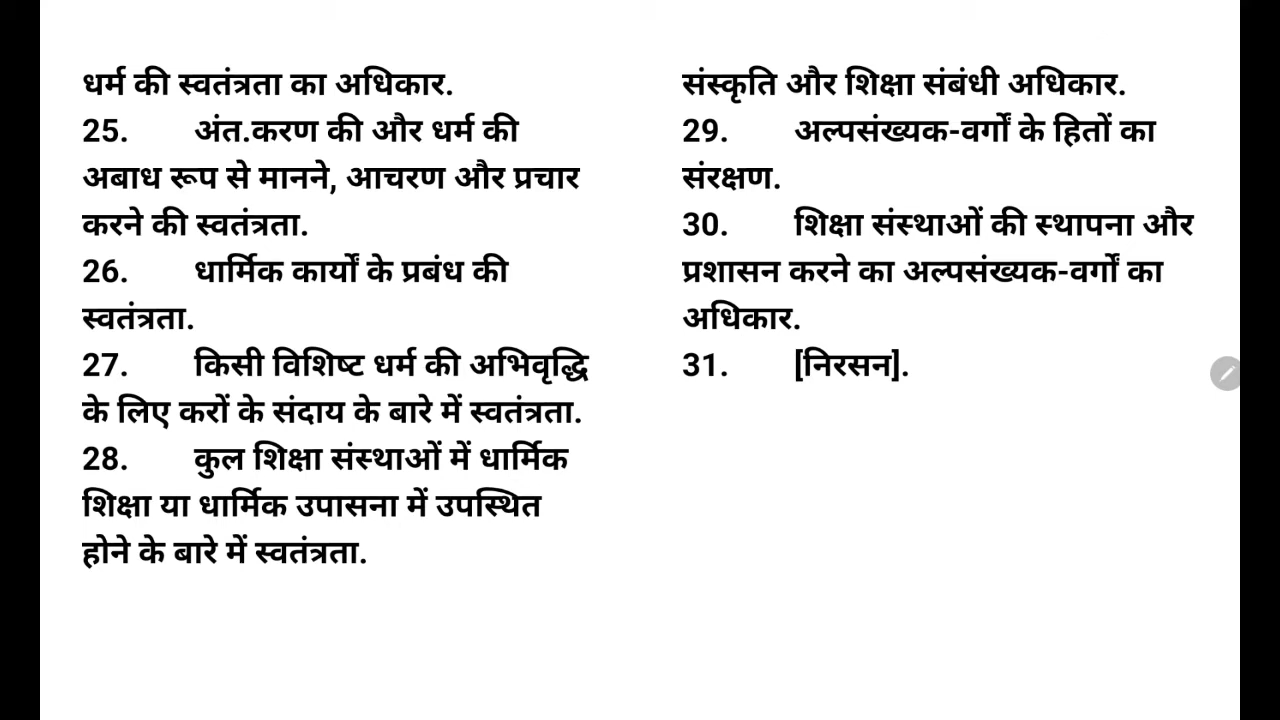 धर्म की स्वतंत्रता का अधिकार.
25. अंत.करण की और धर्म की
अबाध रूप से मानने, आचरण और प्रचार
करने की स्वतंत्रता.
26. धार्मिक कार्यों के प्रबंध की
स्वतंत्रता.
27. किसी विशिष्ट धर्म की अभिवृद्धि
के लिए करों के संदाय के बारे में स्वतंत्रता.
28. कुल शिक्षा संस्थाओं में धार्मिक
शिक्षा या धार्मिक उपासना में उपस्थित
होने के बारे में स्वतंत्रता.
संस्कृति और शिक्षा संबंधी अधिकार.
29. अल्पसंख्यक-वर्गों के हितों का
संरक्षण.
30. शिक्षा संस्थाओं की स्थापना और
प्रशासन करने का अल्पसंख्यक-वर्गों का
अधिकार.
31. [निरसन].